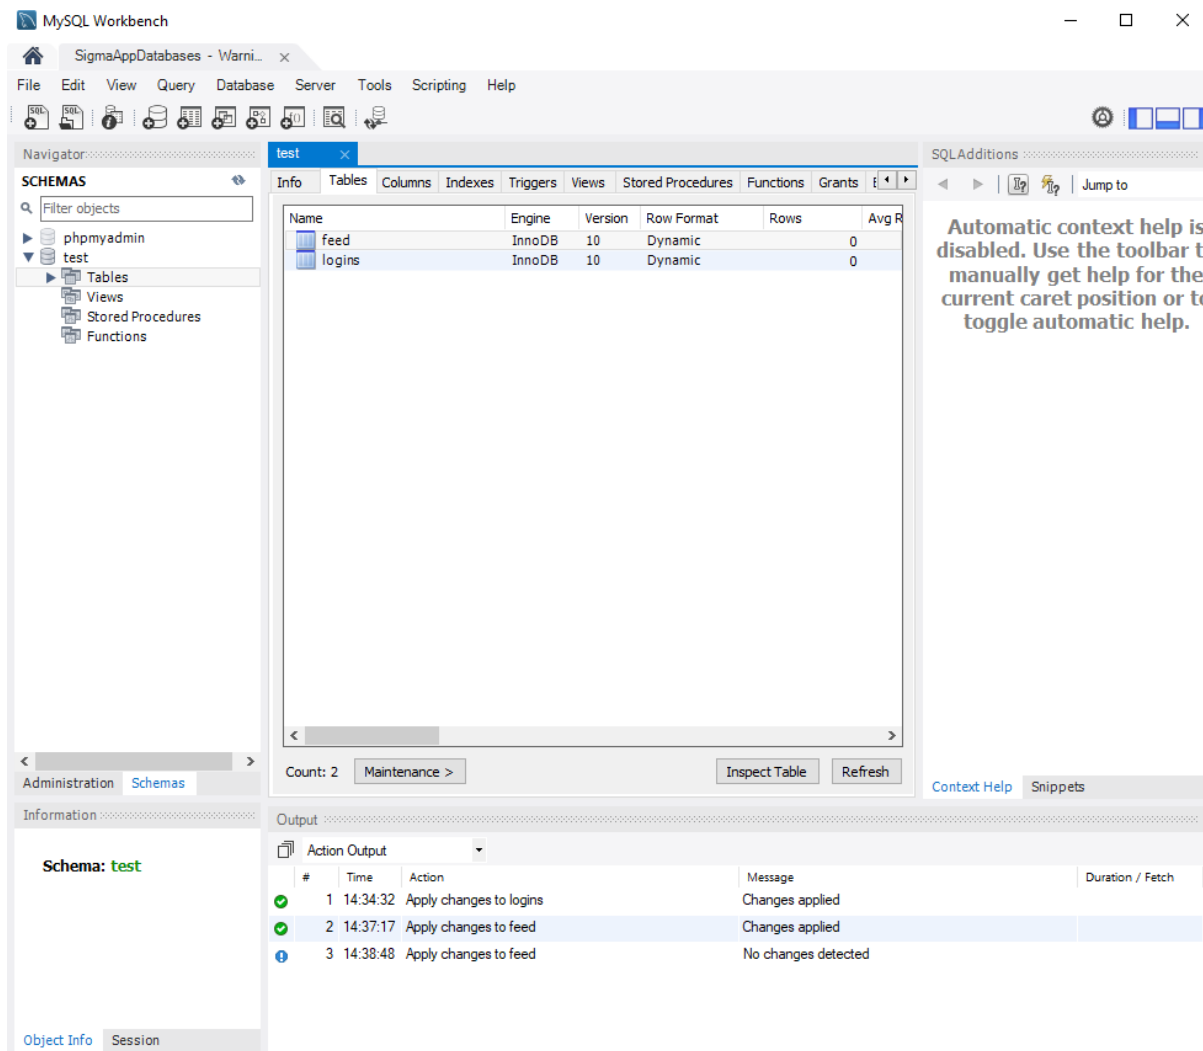 MySQL Workbench
SigmaAppDatabases - Warni...
File Edit View Query Database Server Tools Scripting Help
Navigator
SCHEMAS
Filter objects
phpmyadmin
test
Tables
Views
Stored Procedures
Functions
Administration Schemas
Information
Schema: test
Object Info Session
test
Info Tables Columns Indexes Triggers Views Stored Procedures Functions Grants
Name Engine Version Row Format Rows Avg R
feed InnoDB 10 Dynamic 0
logins InnoDB 10 Dynamic 0
Count: 2 Maintenance > Inspect Table Refresh
SQLAdditions
Jump to
Automatic context help is
disabled. Use the toolbar t
manually get help for the
current caret position or to
toggle automatic help.
Context Help Snippets
Output
Action Output
# Time Action Message Duration / Fetch
1 14:34:32 Apply changes to logins Changes applied
2 14:37:17 Apply changes to feed Changes applied
3 14:38:48 Apply changes to feed No changes detected